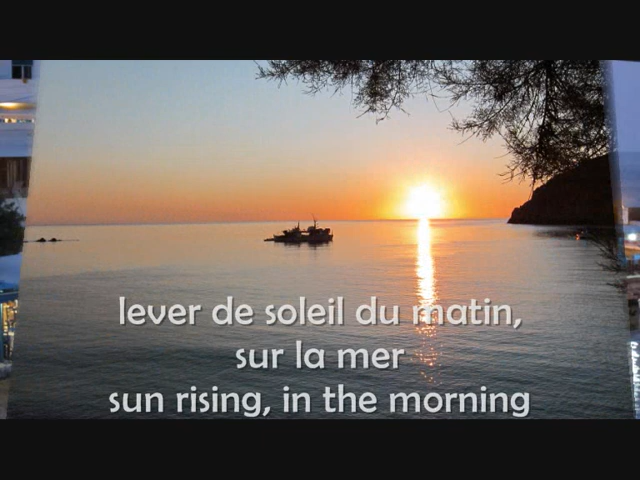 lever de soleil du matin,
sur la mer
sun rising, in the morning